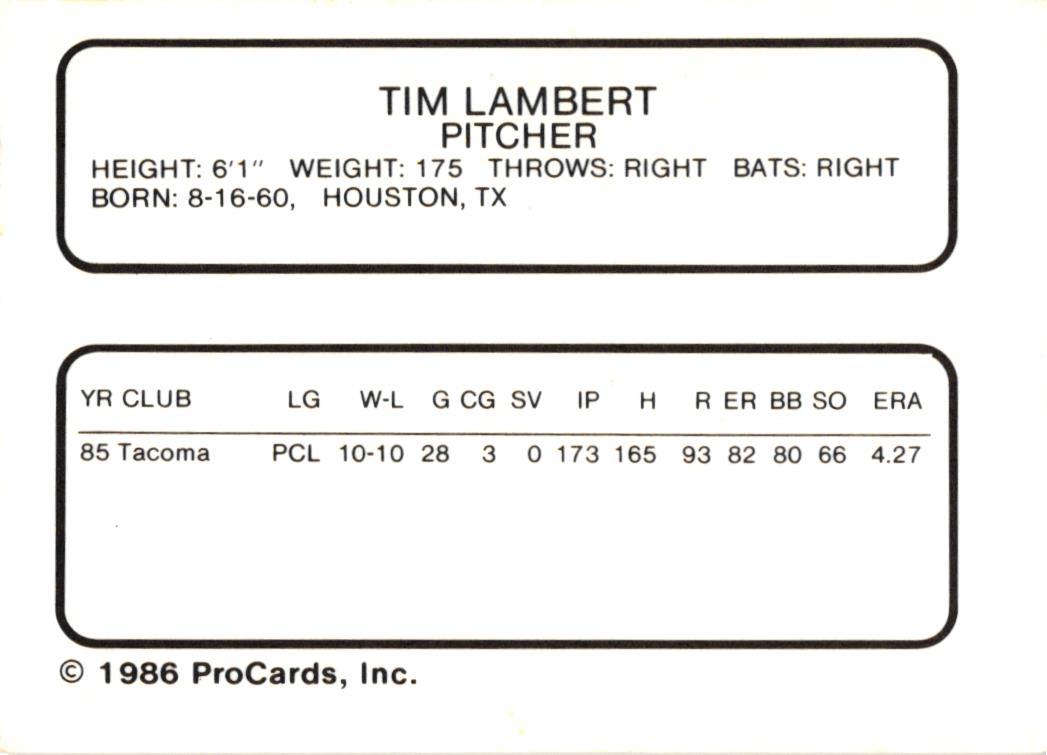 TIM LAMBERT
PITCHER
HEIGHT: 6'1" WEIGHT: 175 THROWS: RIGHT BATS: RIGHT
BORN: 8-16-60, HOUSTON, TX
YR CLUB LG W-L G CG SV IP H R ER BB SO ERA
85 Tacoma PCL 10-10 28 3 0 173 165 93 82 80 66 4.27
© 1986 ProCards, Inc.